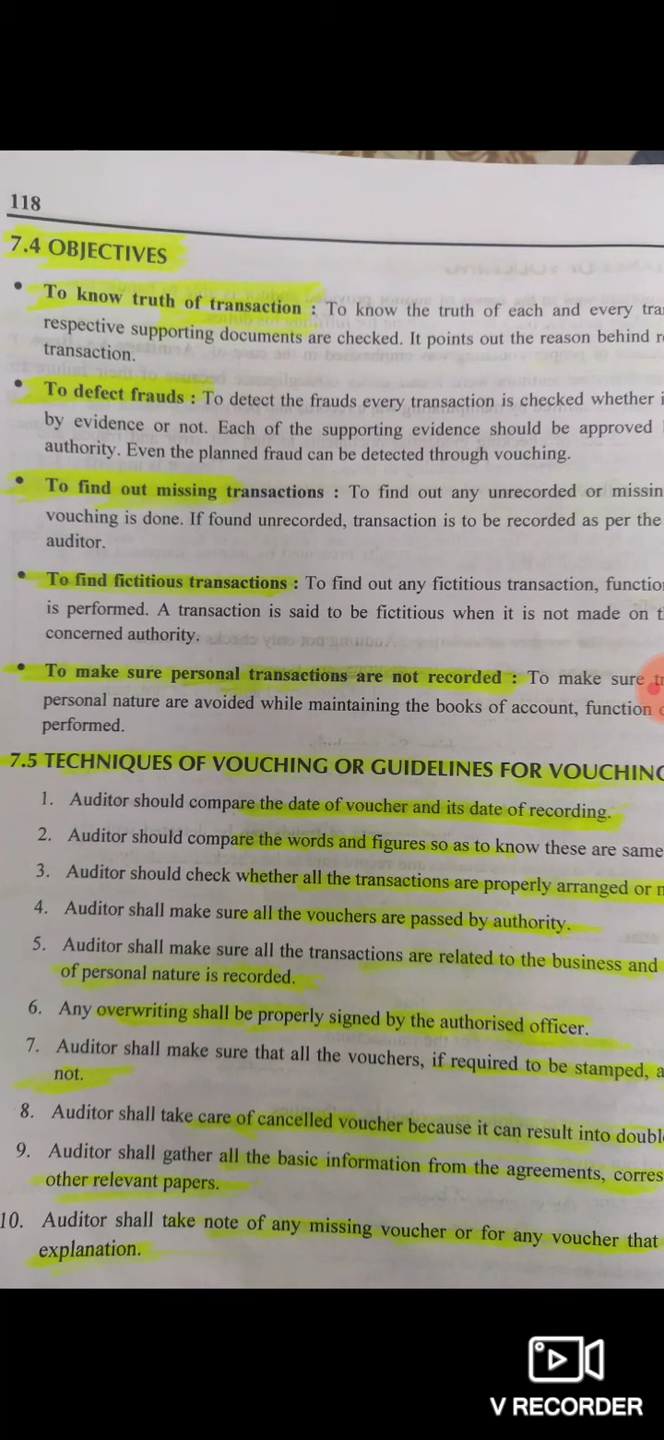 118
7.4 OBJECTIVES
• To know truth of transaction : To know the truth of each and every
respective supporting documents are checked. It points out the reason behind
transaction.
• To defect frauds : To detect the frauds every transaction is checked whether
by evidence or not. Each of the supporting evidence should be approved
authority. Even the planned fraud can be detected through vouching.
• To find out missing transactions : To find out any unrecorded or
vouching is done. If found unrecorded, transaction is to be recorded as per the
auditor.
• To find fictitious transactions : To find out any fictitious transaction,
is performed. A transaction is said to be fictitious when it is not made on
concerned authority.
• To make sure personal transactions are not recorded : To make sure
personal nature are avoided while maintaining the books of account, function
performed.
7.5 TECHNIQUES OF VOUCHING OR GUIDELINES FOR VOUCHING
1. Auditor should compare the date of voucher and its date of recording.
2. Auditor should compare the words and figures so as to know these are same
3. Auditor should check whether all the transactions are properly arranged or
4. Auditor shall make sure all the vouchers are passed by authority.
5. Auditor shall make sure all the transactions are related to the business and
of personal nature is recorded.
6. Any overwriting shall be properly signed by the authorised officer.
7. Auditor shall make sure that all the vouchers, if required to be stamped,
not.
8. Auditor shall take care of cancelled voucher because it can result into
9. Auditor shall gather all the basic information from the agreements,
other relevant papers.
10. Auditor shall take note of any missing voucher or for any voucher that
explanation.
V RECORDER